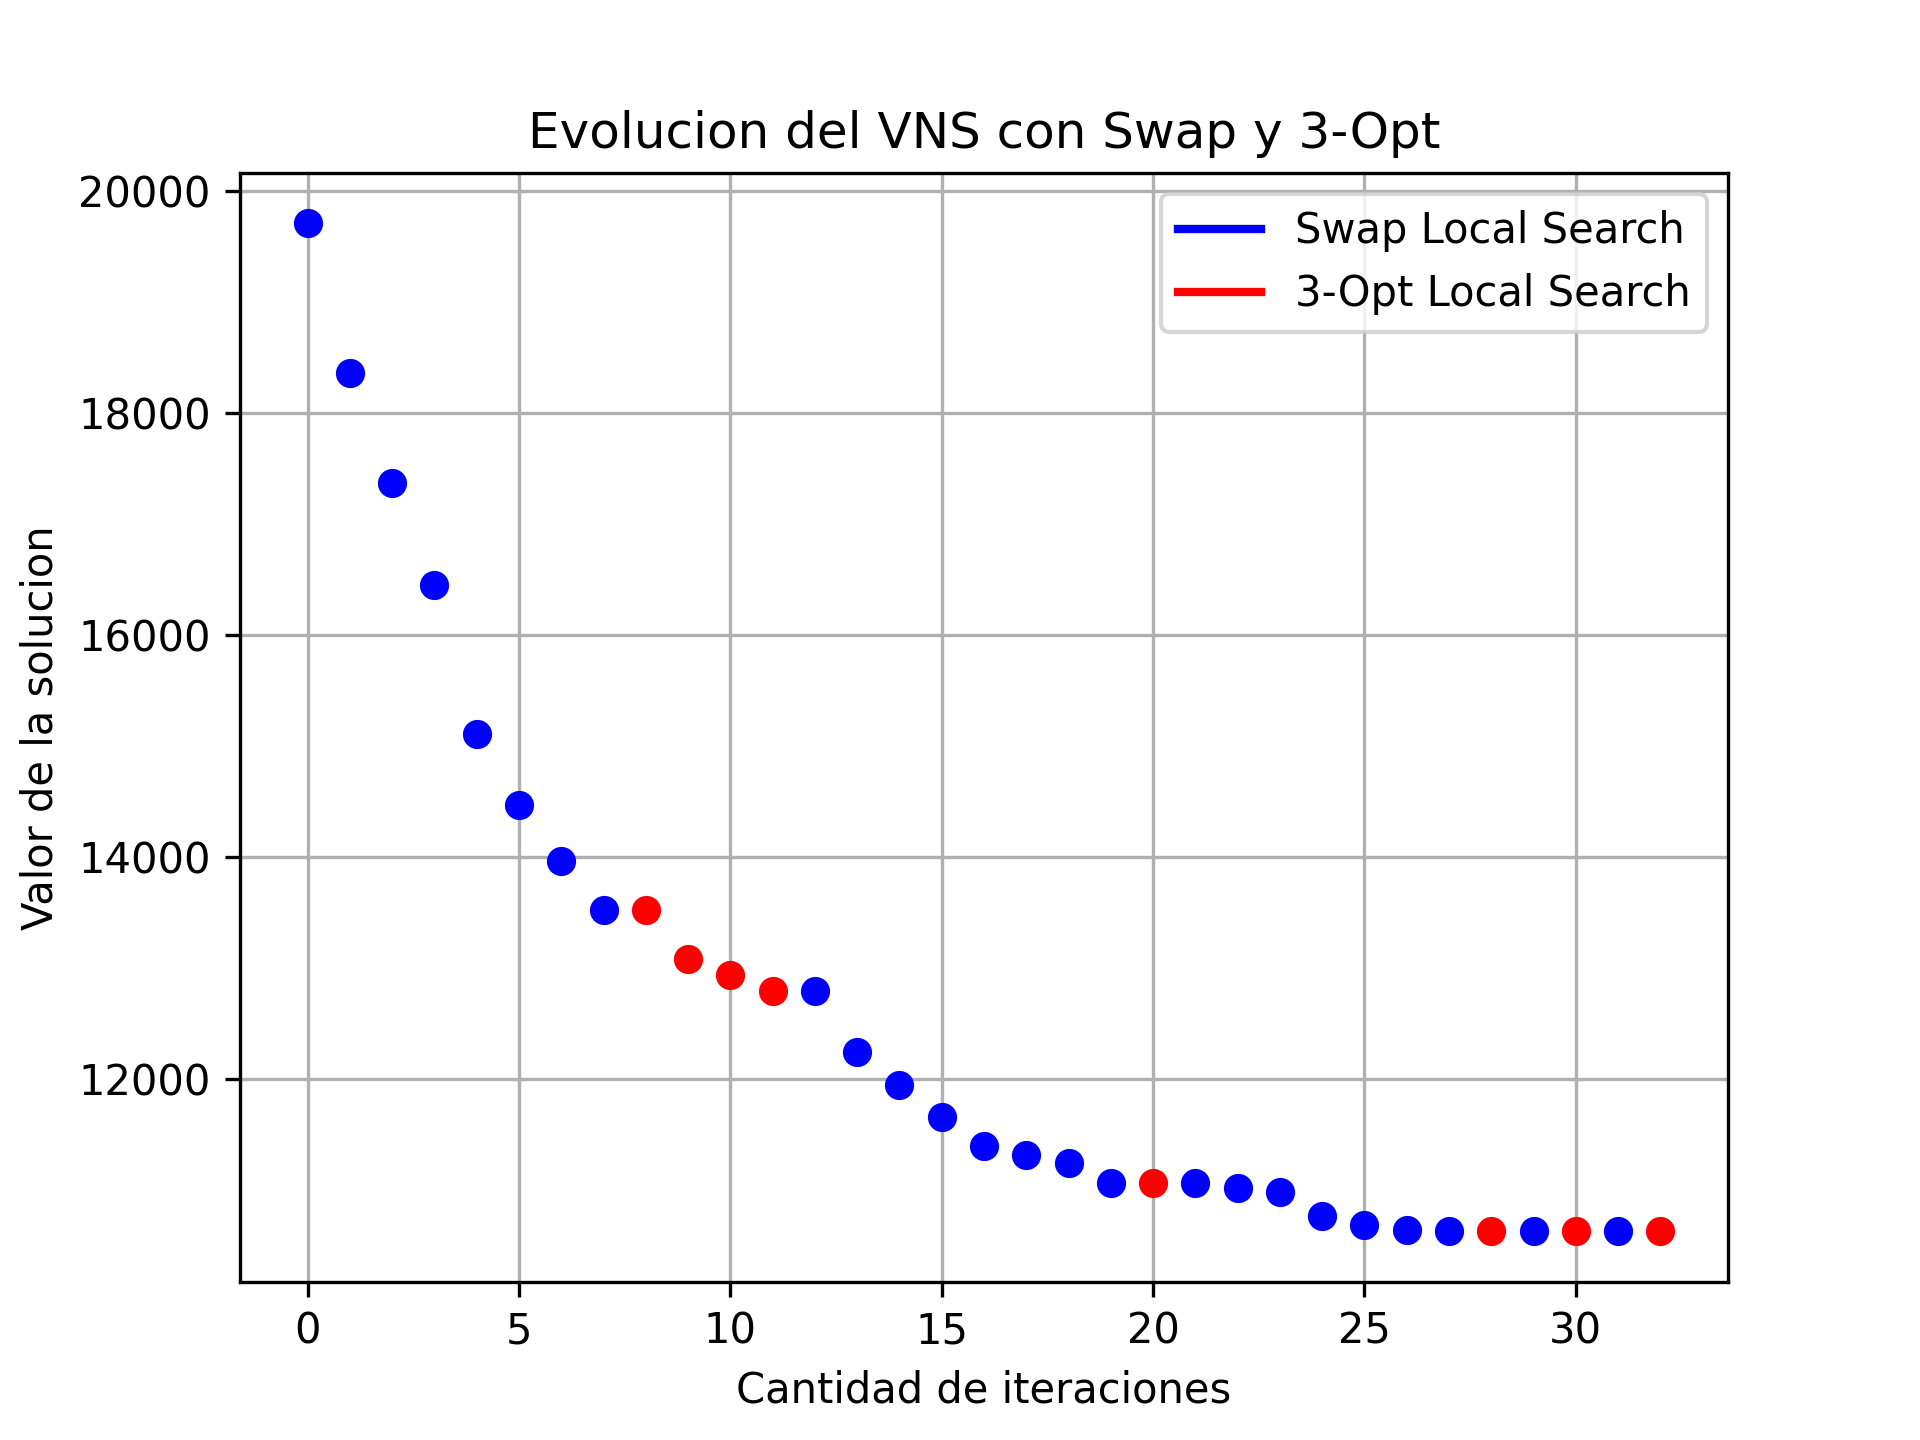 Evolucion del VNS con Swap y 3-Opt
Swap Local Search
3-Opt Local Search
Valor de la solucion
20000
18000
16000
14000
12000
0 5 10 15 20 25 30
Cantidad de iteraciones